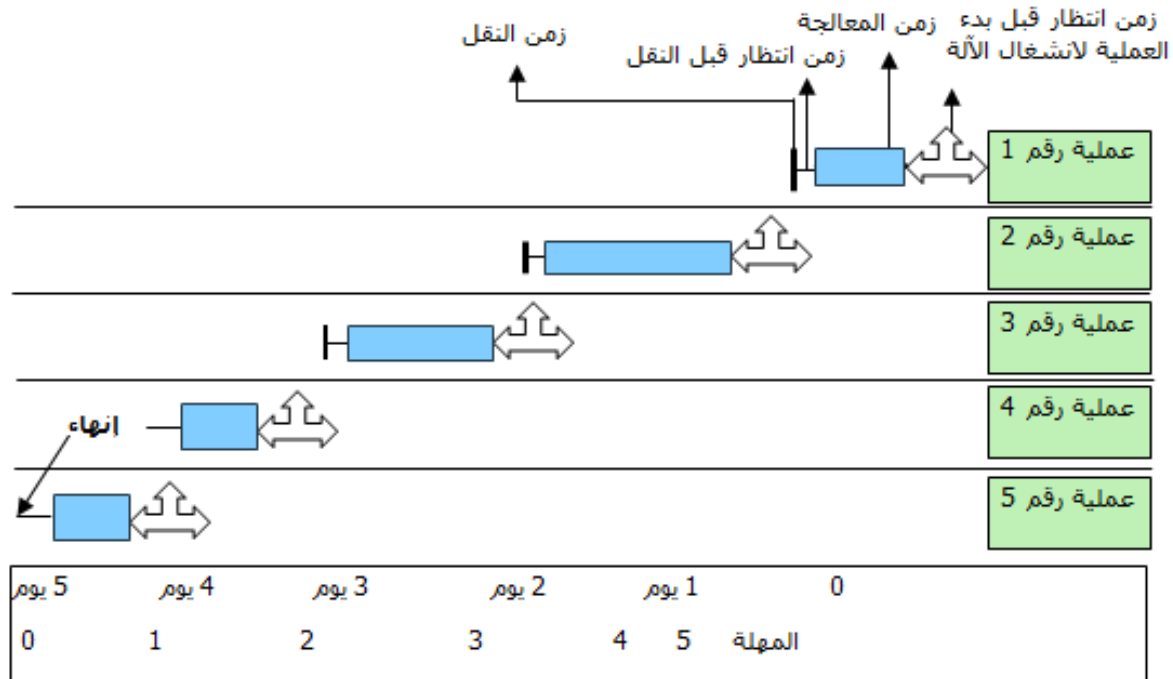 زمن انتظار قبل بدء
العملية لانشغال الآلة
زمن المعالجة
زمن انتظار قبل النقل
زمن النقل
عملية رقم 1
عملية رقم 2
عملية رقم 3
عملية رقم 4
إنهاء
عملية رقم 5
0 1 يوم 2 يوم 3 يوم 4 يوم 5 يوم
المهلة 5 4 3 2 1 0